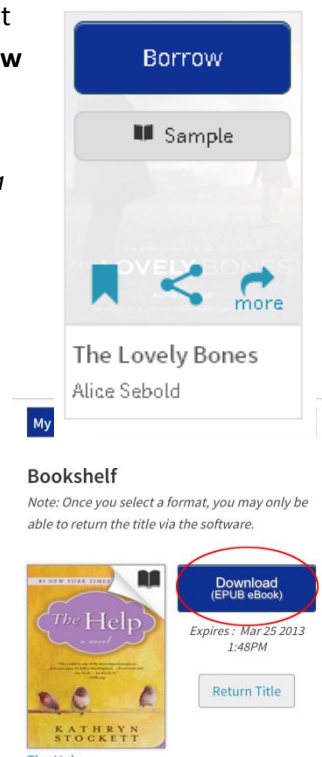 t
w
a
Borrow
Sample
LOVELY BONES
more
The Lovely Bones
Alice Sebold
My
Bookshelf
Note: Once you select a format, you may only be
able to return the title via the software.
#1 NEW YORK TIMES
The Help
a novel
KATHRYN
STOCKETT
Download
(EPUB eBook)
Expires : Mar 25 2013
1:48PM
Return Title